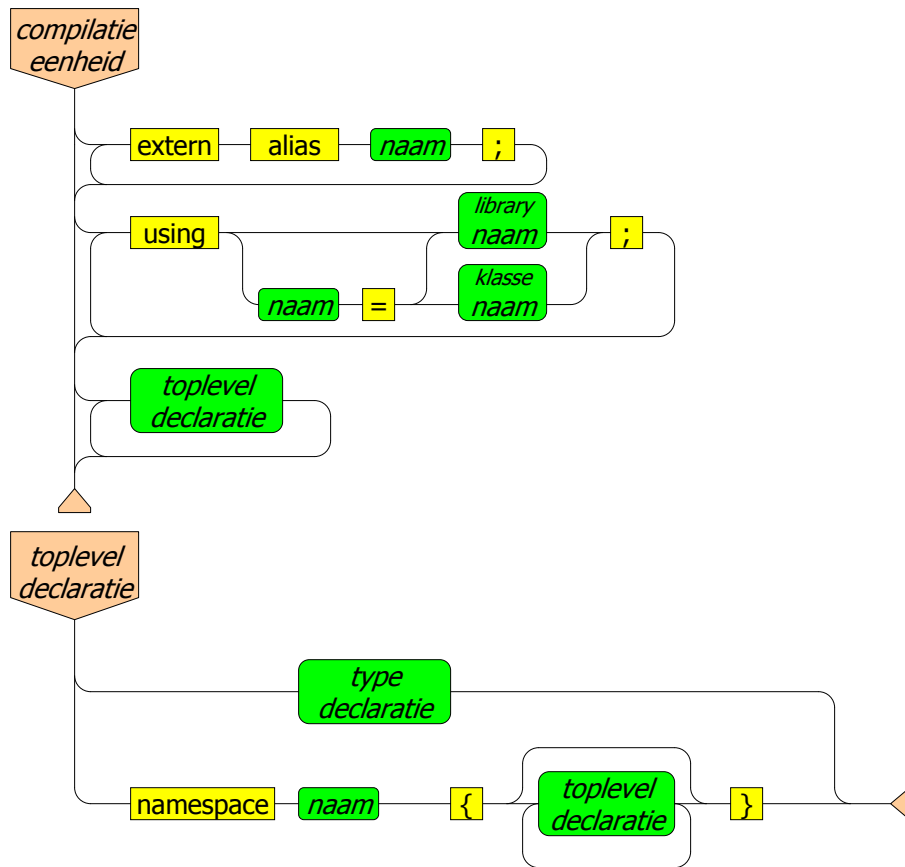 compilatie
eenheid
extern alias naam ;
library
using naam ;
klasse
naam = naam
toplevel
declaratie
toplevel
declaratie
type
declaratie
namespace naam { toplevel }
declaratie